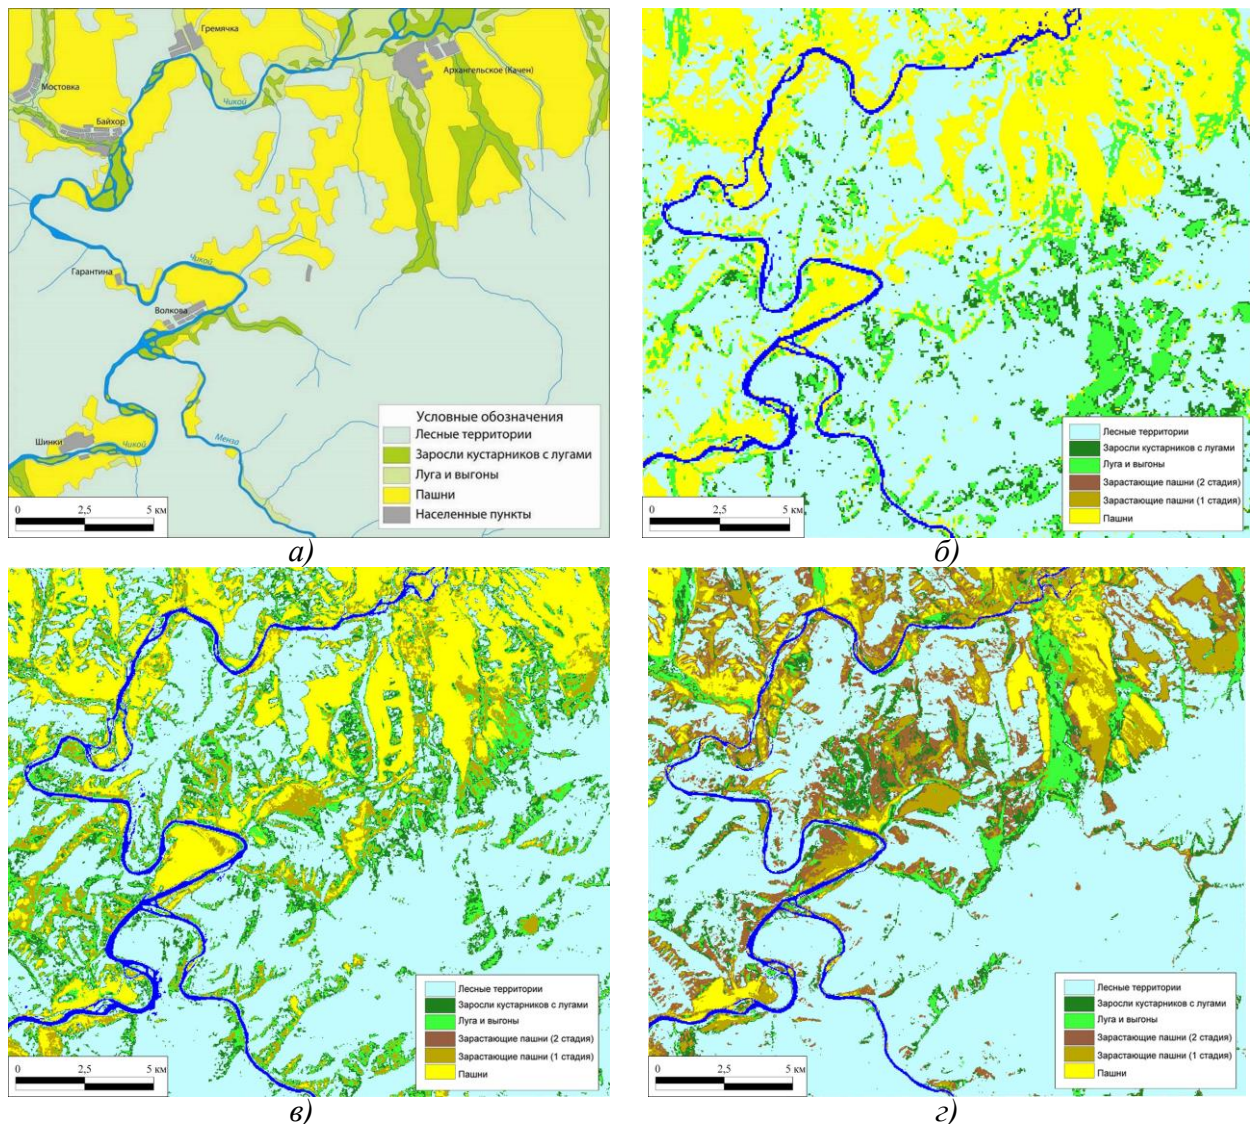 Гремячка
Мостовка
Архангельское (Качен)
Чикой
Байхор
Чикой
Гарантина
Волкова
Шинки
Чикой
Менза
Условные обозначения
Лесные территории
Заросли кустарников с лугами
Луга и выгоны
Пашни
Населенные пункты
0 2,5 5 км
а)
Лесные территории
Заросли кустарников с лугами
Луга и выгоны
Зарастающие пашни (2 стадия)
Зарастающие пашни (1 стадия)
Пашни
0 2,5 5 км
б)
Лесные территории
Заросли кустарников с лугами
Луга и выгоны
Зарастающие пашни (2 стадия)
Зарастающие пашни (1 стадия)
Пашни
0 2,5 5 км
в)
Лесные территории
Заросли кустарников с лугами
Луга и выгоны
Зарастающие пашни (2 стадия)
Зарастающие пашни (1 стадия)
Пашни
0 2,5 5 км
г)